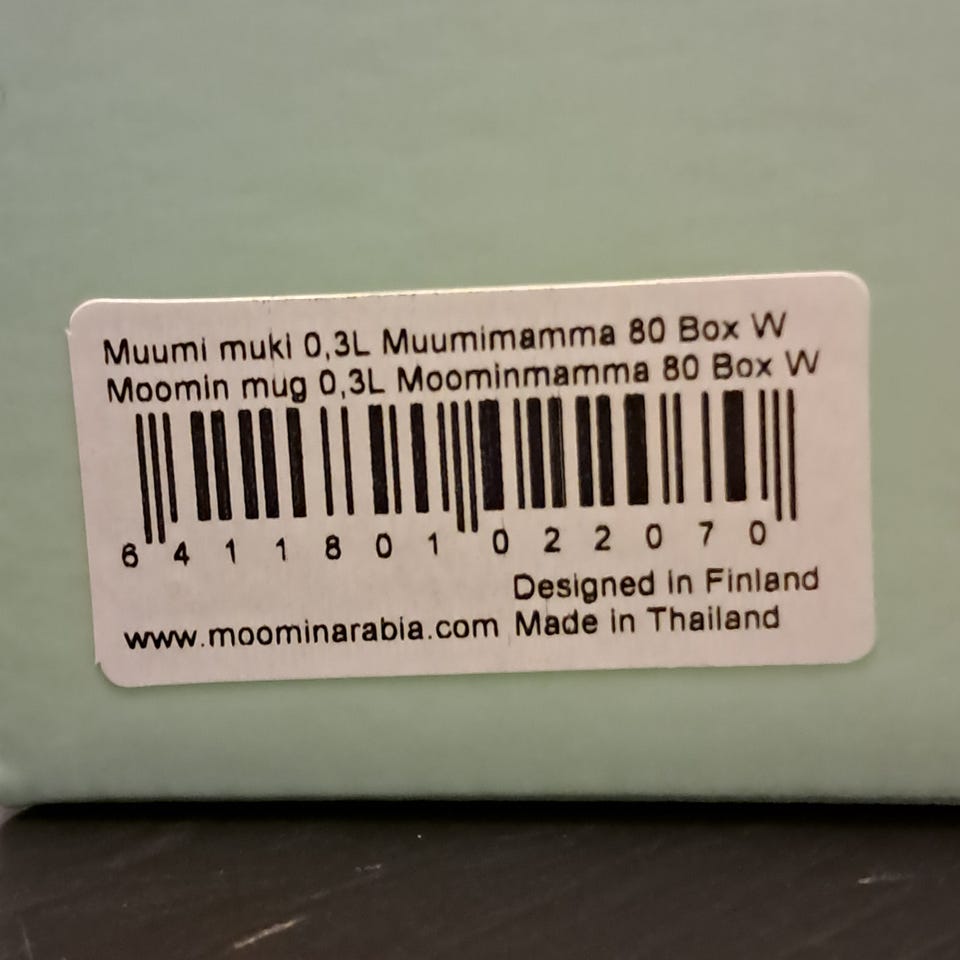 Muumi muki 0,3L Muumimamma 80 Box W
Moomin mug 0,3L Moominmamma 80 Box W
6 411801 022070
Designed in Finland
www.moominarabia.com Made in Thailand